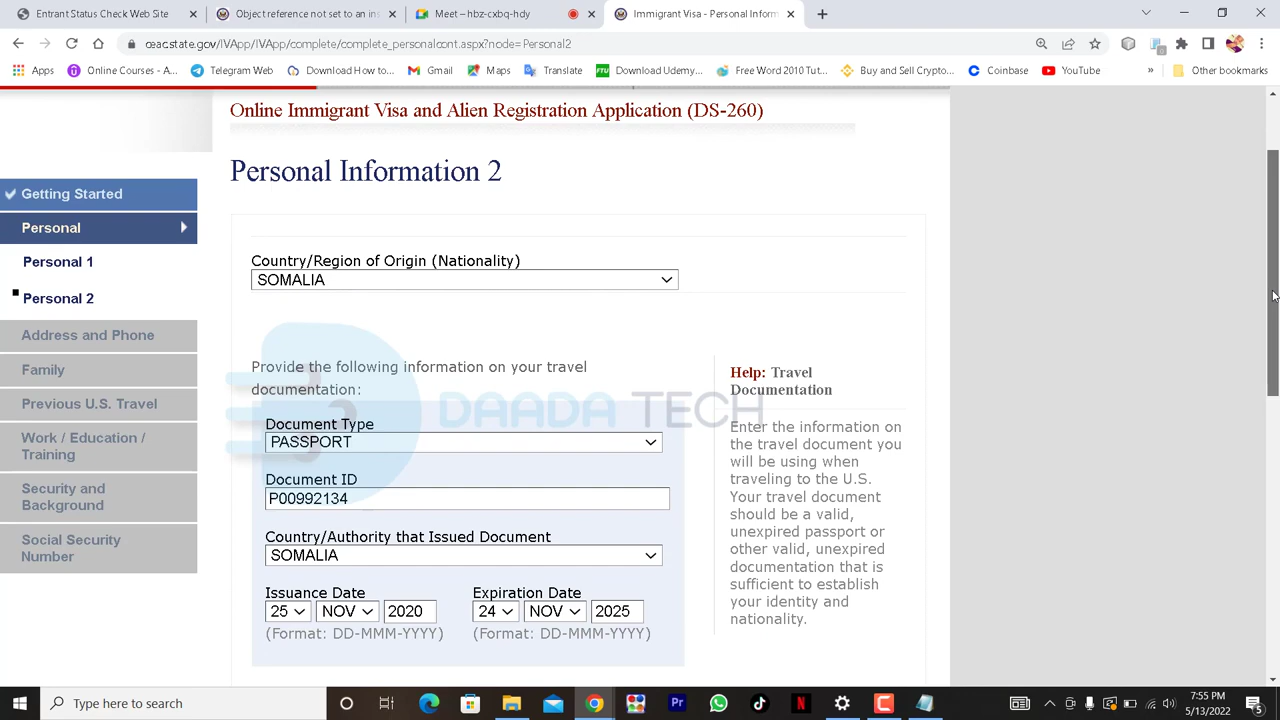 Entrant Status Check Web Site
Object reference not set to an ins
Meet – hbz-cxbq-hdy
Immigrant Visa - Personal Inform
ceac.state.gov/IVApp/IVApp/complete/complete_personalcont.aspx?node=Personal2
Apps
Online Courses - A...
Telegram Web
Download How to...
Gmail
Maps
Translate
FTU
Download Udemy...
Free Word 2010 Tut...
Buy and Sell Crypto...
Coinbase
YouTube
Other bookmarks
Online Immigrant Visa and Alien Registration Application (DS-260)
Personal Information 2
Getting Started
Personal
Personal 1
Personal 2
Address and Phone
Family
Previous U.S. Travel
Work / Education /
Training
Security and
Background
Social Security
Number
Country/Region of Origin (Nationality)
SOMALIA
Provide the following information on your travel
documentation:
Document Type
PASSPORT
Document ID
P00992134
Country/Authority that Issued Document
SOMALIA
Issuance Date
25 NOV 2020
(Format: DD-MMM-YYYY)
Expiration Date
24 NOV 2025
(Format: DD-MMM-YYYY)
Help: Travel
Documentation
Enter the information on
the travel document you
will be using when
traveling to the U.S.
Your travel document
should be a valid,
unexpired passport or
other valid, unexpired
documentation that is
sufficient to establish
your identity and
nationality.
DAADA TECH
Type here to search
Pr
N
7:55 PM
5/13/2022
5